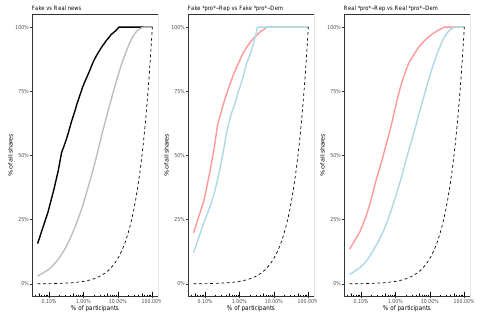 Fake vs Real news
Fake *pro*-Rep vs Fake *pro*-Dem
Real *pro*-Rep vs Real *pro*-Dem
100%
75%
50%
25%
0%
% of all shares
0.10% 1.00% 10.00% 100.00%
% of participants
100%
75%
50%
25%
0%
% of all shares
0.10% 1.00% 10.00% 100.00%
% of participants
100%
75%
50%
25%
0%
% of all shares
0.10% 1.00% 10.00% 100.00%
% of participants